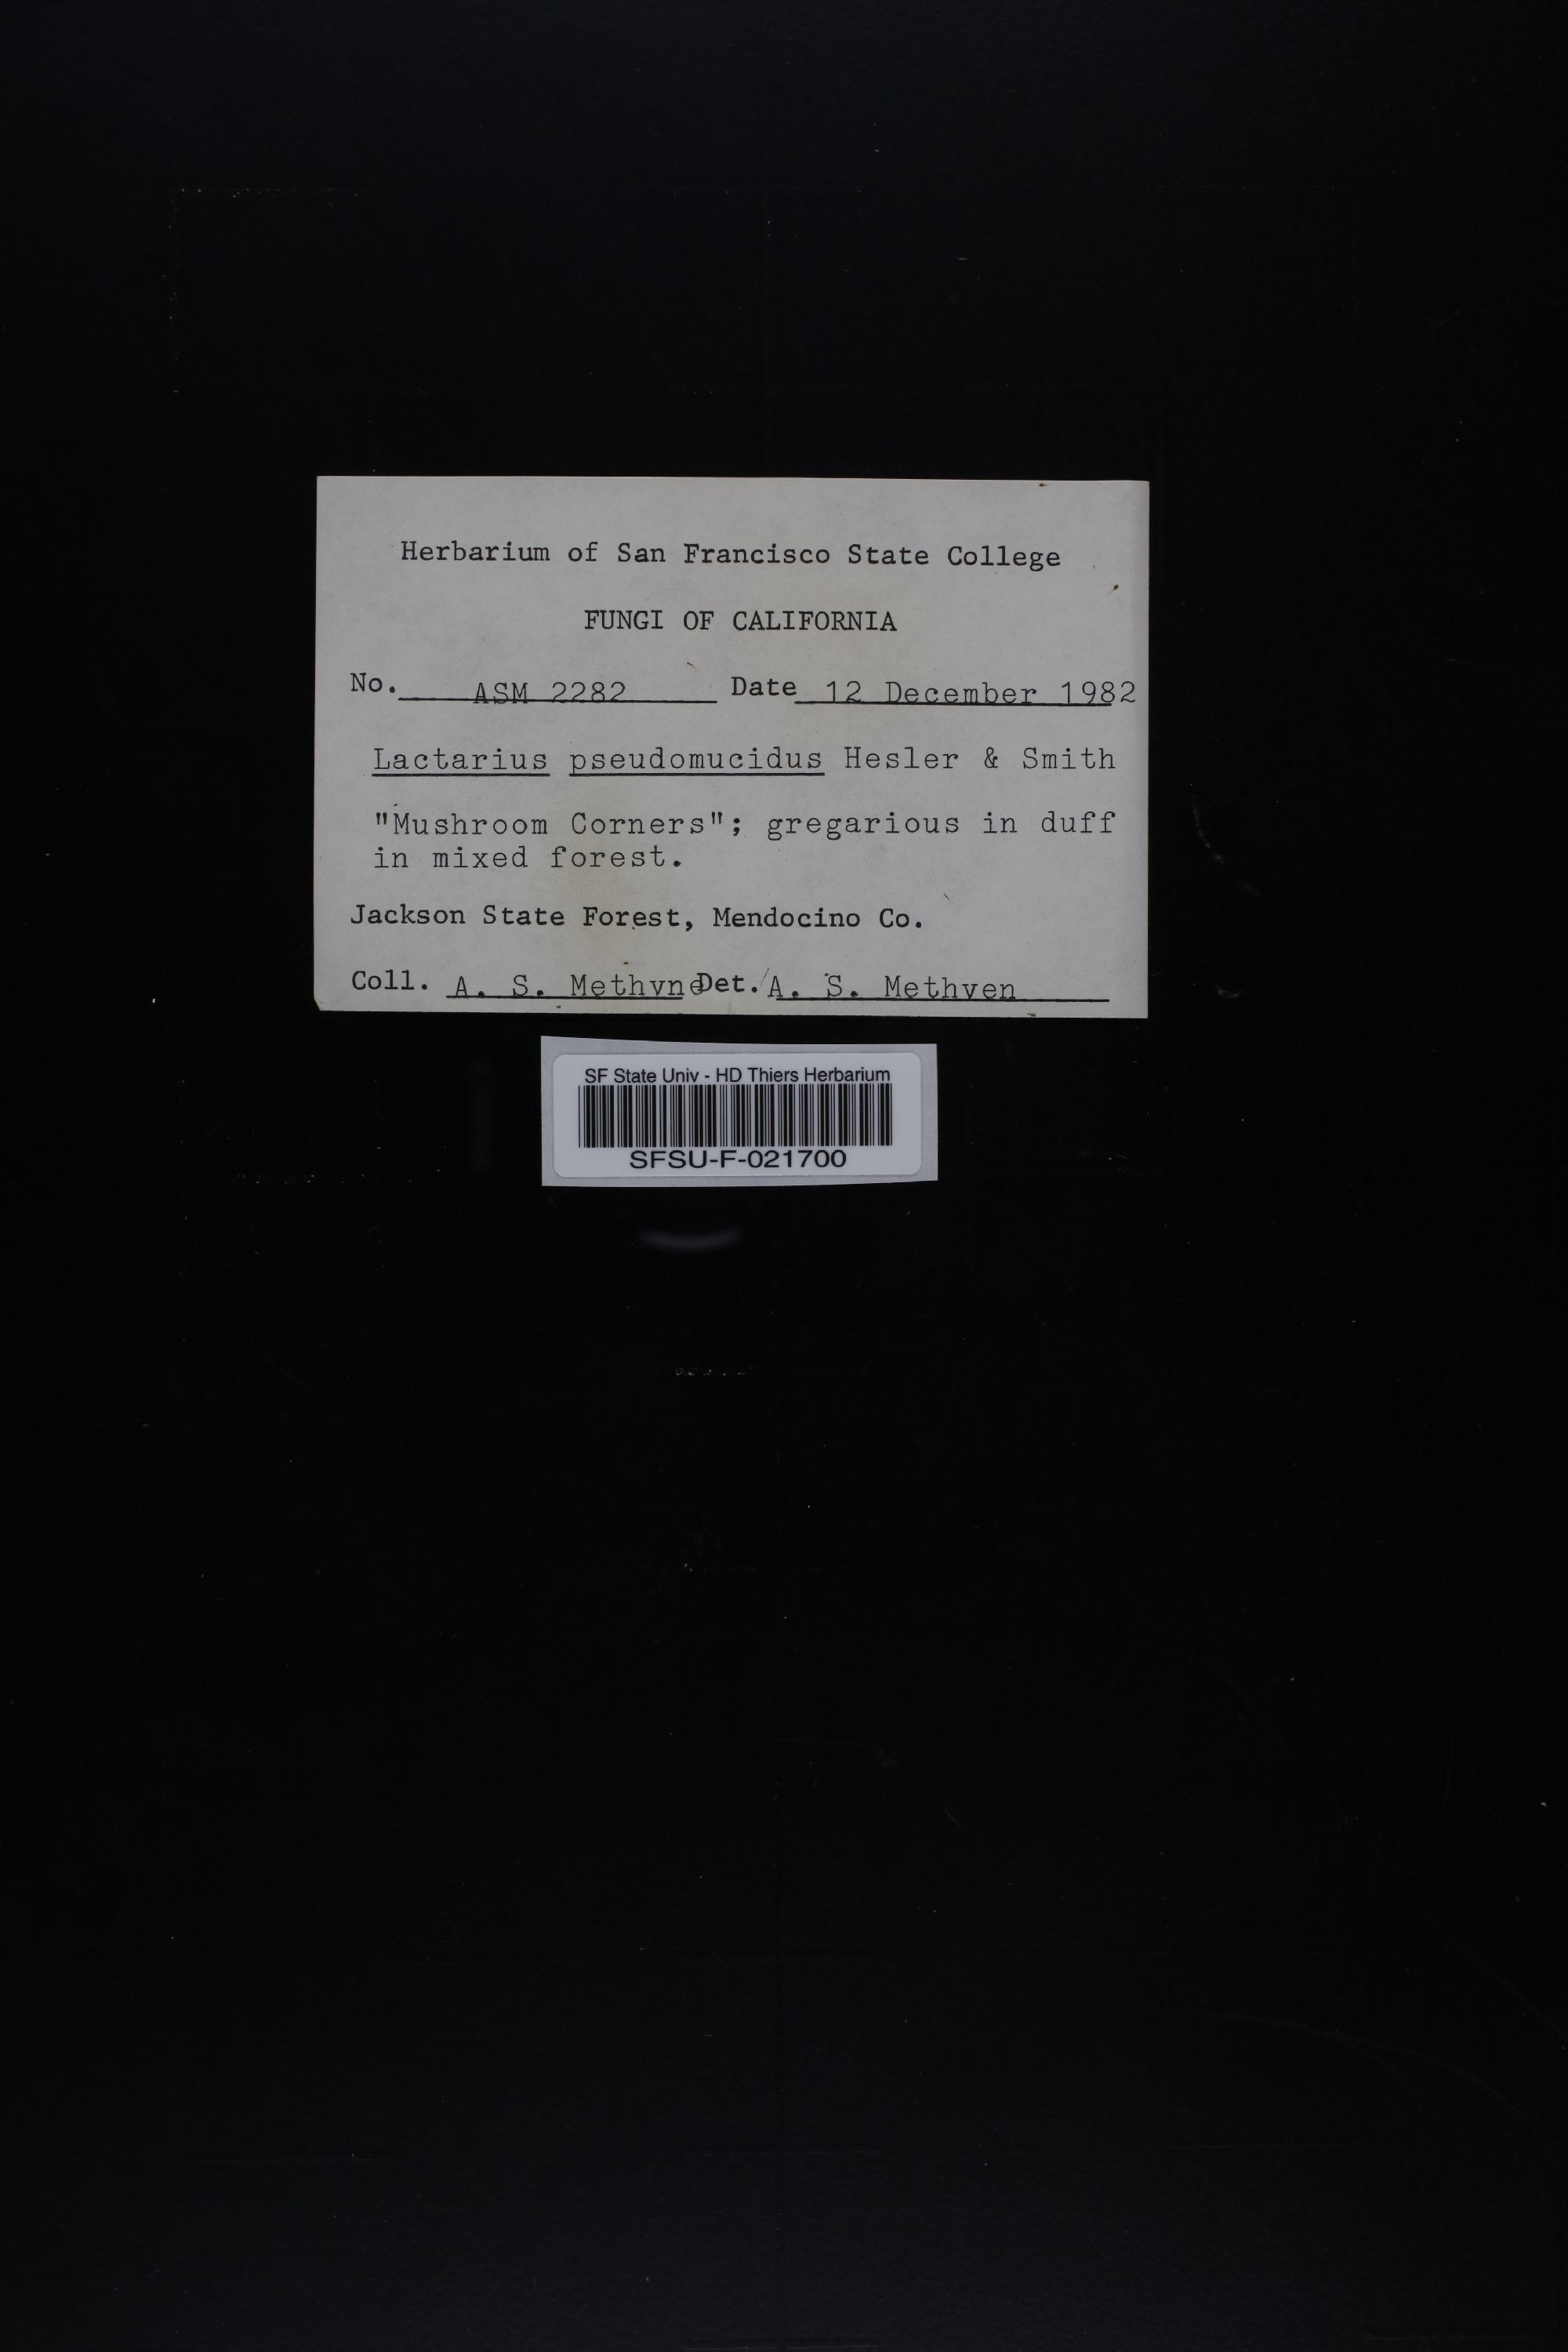 Herbarium of San Francisco State College
FUNGI OF CALIFORNIA
No. ASM 2282 Date 12 December 1982
Lactarius pseudomucidus Hesler & Smith
"Mushroom Corners"; gregarious in duff
in mixed forest.
Jackson State Forest, Mendocino Co.
Coll. A. S. Methvne Det. A. S. Methven
SF State Univ - HD Thiers Herbarium
SFSU-F-021700